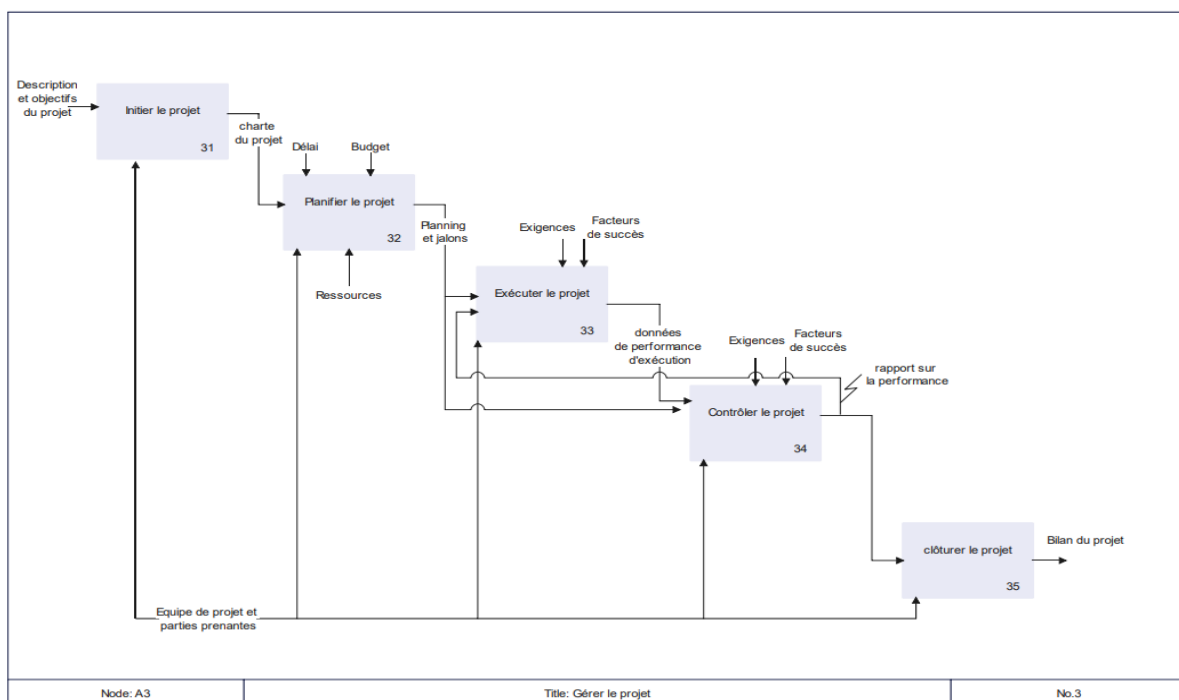 Description
et objectifs
du projet
Initier le projet
31
charte
du projet
Délai
Budget
Planifier le projet
32
Ressources
Planning
et jalons
Exigences
Facteurs
de succès
Exécuter le projet
33
données
de performance
d'exécution
Exigences
Facteurs
de succès
rapport sur
la performance
Contrôler le projet
34
clôturer le projet
35
Bilan du projet
Equipe de projet et
parties prenantes
Node: A3
Title: Gérer le projet
No.3